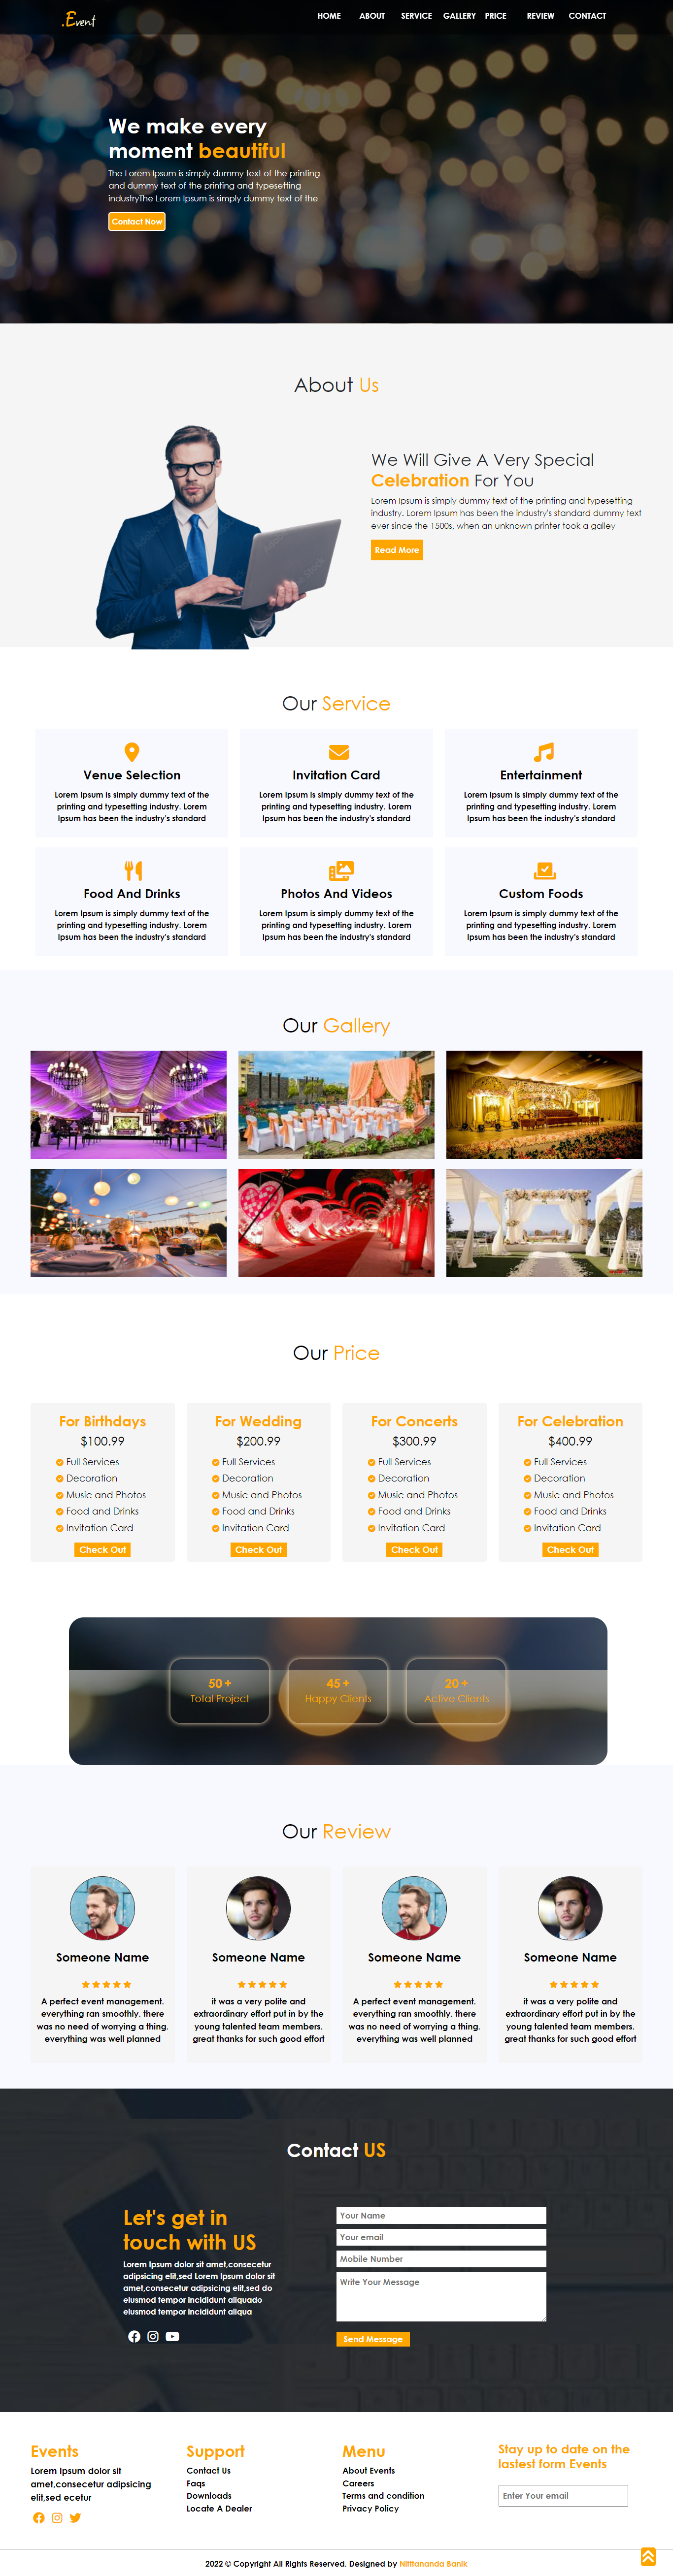 .Event
HOME ABOUT SERVICE GALLERY PRICE REVIEW CONTACT
We make every
moment beautiful
The Lorem Ipsum is simply dummy text of the printing
and dummy text of the printing and typesetting
industryThe Lorem Ipsum is simply dummy text of the
Contact Now
About Us
We Will Give A Very Special
Celebration For You
Lorem Ipsum is simply dummy text of the printing and typesetting
industry. Lorem Ipsum has been the industry's standard dummy text
ever since the 1500s, when an unknown printer took a galley
Read More
Our Service
Venue Selection
Lorem Ipsum is simply dummy text of the
printing and typesetting industry. Lorem
Ipsum has been the industry's standard
Invitation Card
Lorem Ipsum is simply dummy text of the
printing and typesetting industry. Lorem
Ipsum has been the industry's standard
Entertainment
Lorem Ipsum is simply dummy text of the
printing and typesetting industry. Lorem
Ipsum has been the industry's standard
Food And Drinks
Lorem Ipsum is simply dummy text of the
printing and typesetting industry. Lorem
Ipsum has been the industry's standard
Photos And Videos
Lorem Ipsum is simply dummy text of the
printing and typesetting industry. Lorem
Ipsum has been the industry's standard
Custom Foods
Lorem Ipsum is simply dummy text of the
printing and typesetting industry. Lorem
Ipsum has been the industry's standard
Our Gallery
Our Price
For Birthdays
$100.99
Full Services
Decoration
Music and Photos
Food and Drinks
Invitation Card
Check Out
For Wedding
$200.99
Full Services
Decoration
Music and Photos
Food and Drinks
Invitation Card
Check Out
For Concerts
$300.99
Full Services
Decoration
Music and Photos
Food and Drinks
Invitation Card
Check Out
For Celebration
$400.99
Full Services
Decoration
Music and Photos
Food and Drinks
Invitation Card
Check Out
50 +
Total Project
45 +
Happy Clients
20 +
Active Clients
Our Review
Someone Name
A perfect event management.
everything ran smoothly. there
was no need of worrying a thing.
everything was well planned
Someone Name
it was a very polite and
extraordinary effort put in by the
young talented team members.
great thanks for such good effort
Someone Name
A perfect event management.
everything ran smoothly. there
was no need of worrying a thing.
everything was well planned
Someone Name
it was a very polite and
extraordinary effort put in by the
young talented team members.
great thanks for such good effort
Contact US
Let's get in
touch with US
Lorem Ipsum dolor sit amet,consectetur
adipsicing elit,sed Lorem Ipsum dolor sit
amet,consectetur adipsicing elit,sed do
eiusmod tempor incididunt aliquado
eiusmod tempor incididunt aliqua
Your Name
Your email
Mobile Number
Write Your Message
Send Message
Events
Lorem Ipsum dolor sit
amet,consectetur adipsicing
elit,sed ecetur
Support
Contact Us
Faqs
Downloads
Locate A Dealer
Menu
About Events
Careers
Terms and condition
Privacy Policy
Stay up to date on the
lastest form Events
Enter Your email
2022 © Copyright All Rights Reserved. Designed by Nitttananda Banik